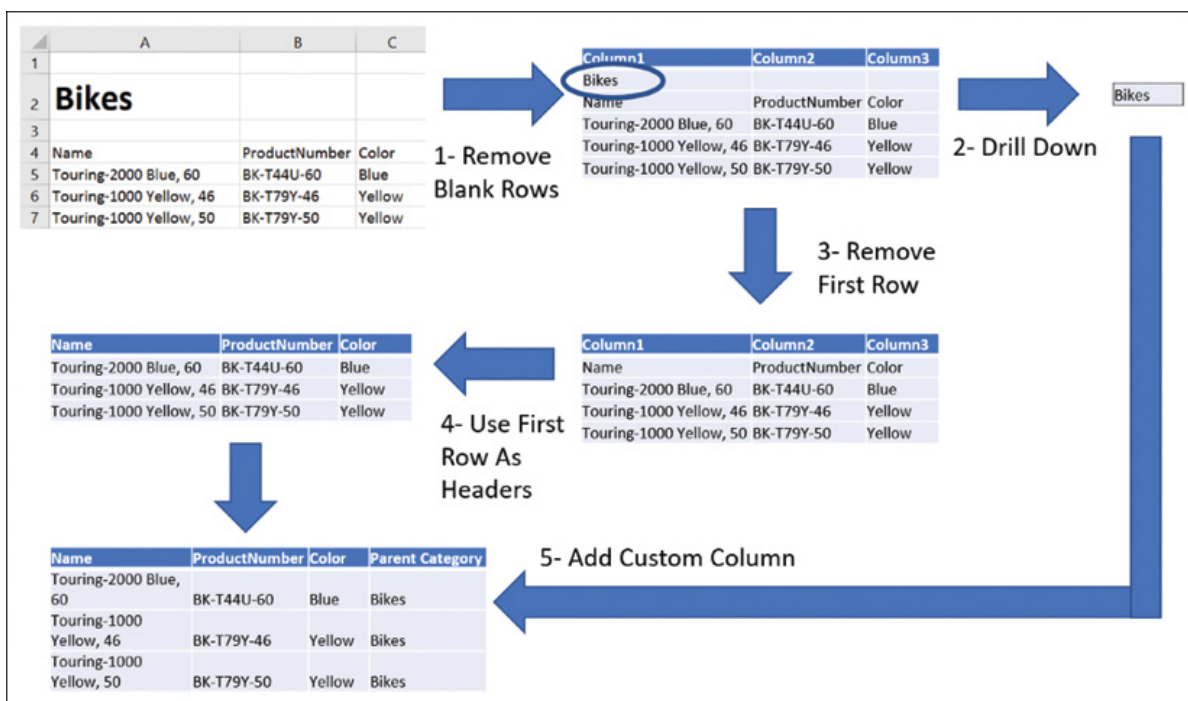 A B C
1
2 Bikes
3
4 Name ProductNumber Color
5 Touring-2000 Blue, 60 BK-T44U-60 Blue
6 Touring-1000 Yellow, 46 BK-T79Y-46 Yellow
7 Touring-1000 Yellow, 50 BK-T79Y-50 Yellow
1- Remove
Blank Rows
Column1 Column2 Column3
Bikes
Name ProductNumber Color
Touring-2000 Blue, 60 BK-T44U-60 Blue
Touring-1000 Yellow, 46 BK-T79Y-46 Yellow
Touring-1000 Yellow, 50 BK-T79Y-50 Yellow
2- Drill Down
Bikes
3- Remove
First Row
Column1 Column2 Column3
Name ProductNumber Color
Touring-2000 Blue, 60 BK-T44U-60 Blue
Touring-1000 Yellow, 46 BK-T79Y-46 Yellow
Touring-1000 Yellow, 50 BK-T79Y-50 Yellow
4- Use First
Row As
Headers
Name ProductNumber Color
Touring-2000 Blue, 60 BK-T44U-60 Blue
Touring-1000 Yellow, 46 BK-T79Y-46 Yellow
Touring-1000 Yellow, 50 BK-T79Y-50 Yellow
5- Add Custom Column
Name ProductNumber Color Parent Category
Touring-2000 Blue,
60 BK-T44U-60 Blue Bikes
Touring-1000
Yellow, 46 BK-T79Y-46 Yellow Bikes
Touring-1000
Yellow, 50 BK-T79Y-50 Yellow Bikes